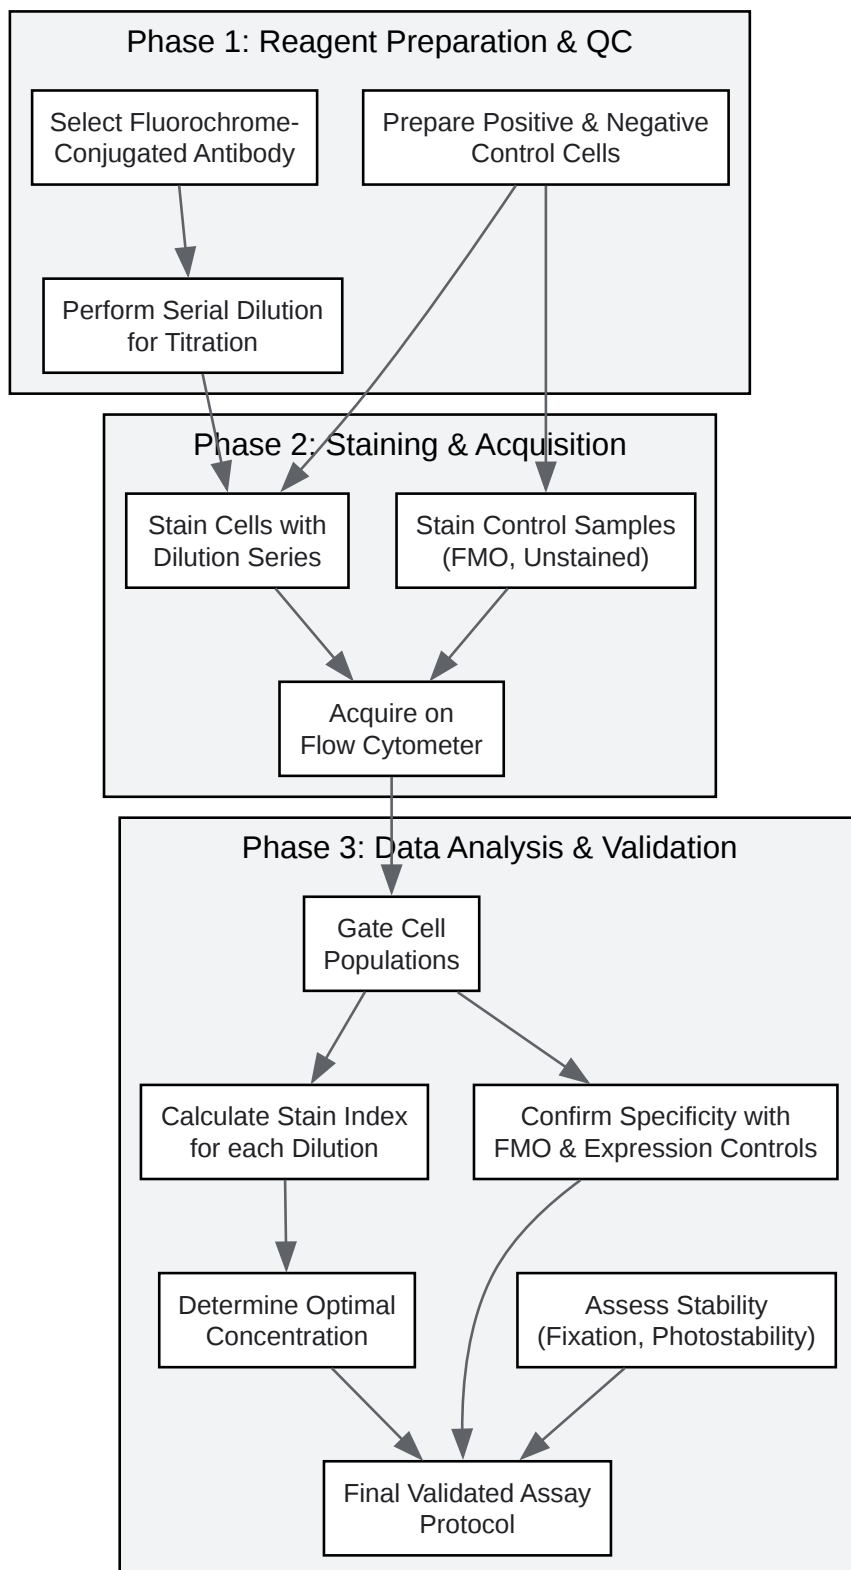 Phase 1: Reagent Preparation & QC
Select Fluorochrome-
Conjugated Antibody
Prepare Positive & Negative
Control Cells
Perform Serial Dilution
for Titration
Phase 2: Staining & Acquisition
Stain Cells with
Dilution Series
Stain Control Samples
(FMO, Unstained)
Acquire on
Flow Cytometer
Phase 3: Data Analysis & Validation
Gate Cell
Populations
Calculate Stain Index
for each Dilution
Confirm Specificity with
FMO & Expression Controls
Determine Optimal
Concentration
Assess Stability
(Fixation, Photostability)
Final Validated Assay
Protocol